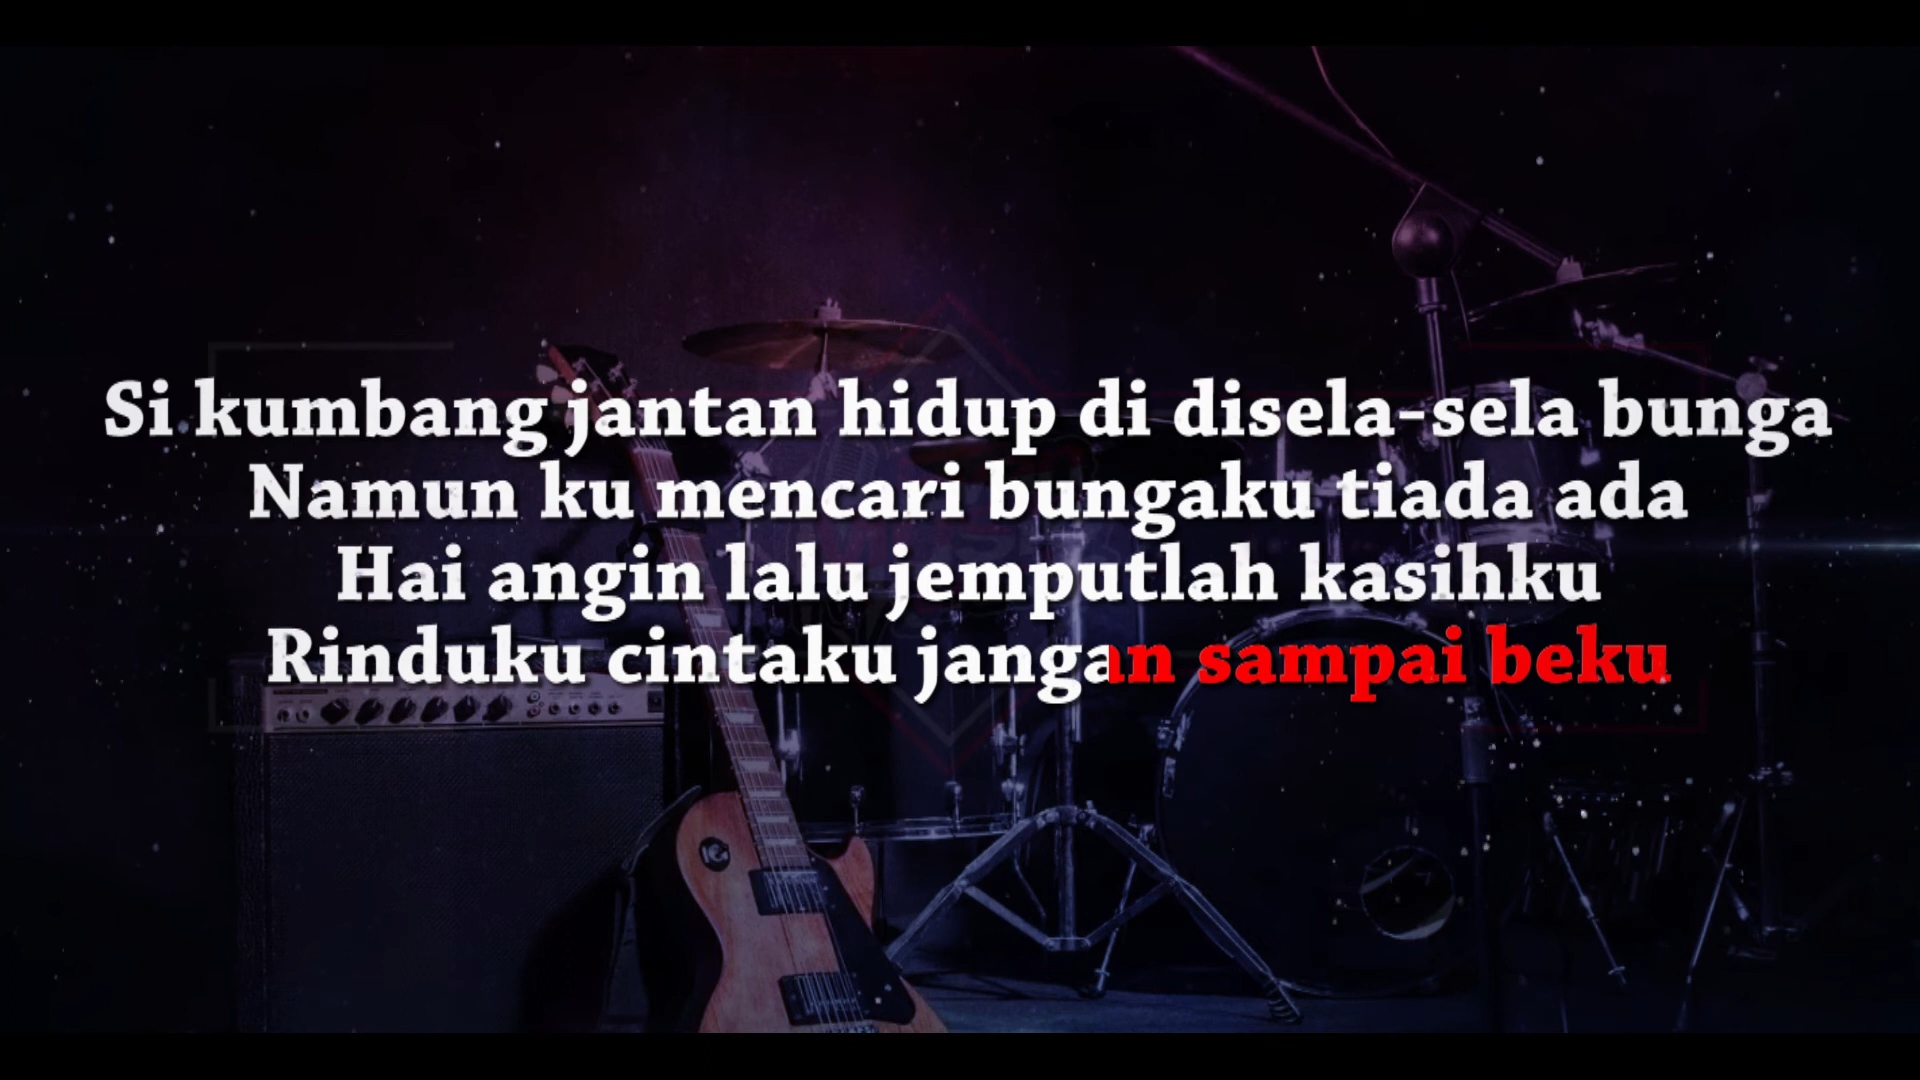 Si kumbang jantan hidup di disela-sela bunga
Namun ku mencari bungaku tiada ada
Hai angin lalu jemputlah kasihku
Rinduku cintaku jangan sampai beku